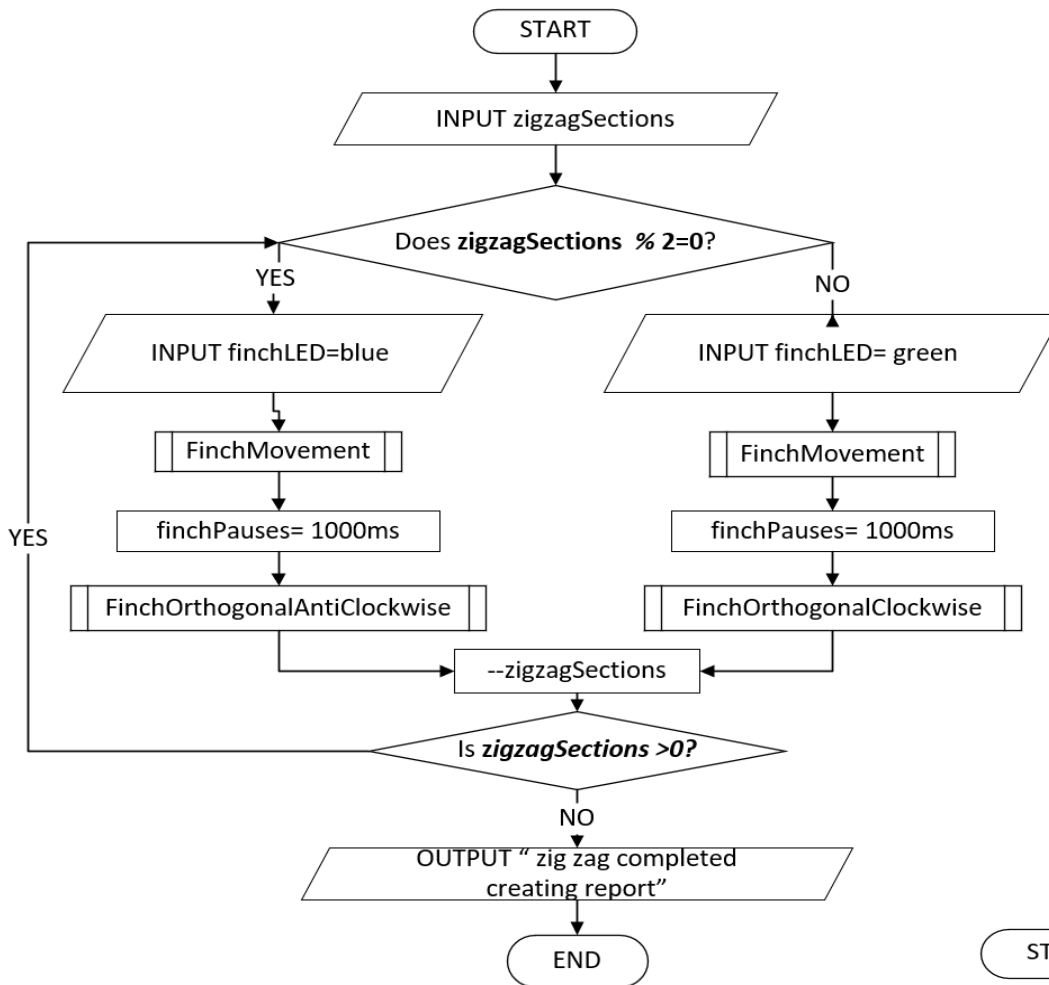 START
INPUT zigzagSections
Does zigzagSections % 2=0?
YES
NO
INPUT finchLED=blue
INPUT finchLED= green
FinchMovement
FinchMovement
finchPauses= 1000ms
finchPauses= 1000ms
YES
FinchOrthogonalAntiClockwise
FinchOrthogonalClockwise
--zigzagSections
Is zigzagSections >0?
NO
OUTPUT “ zig zag completed
creating report”
END
ST